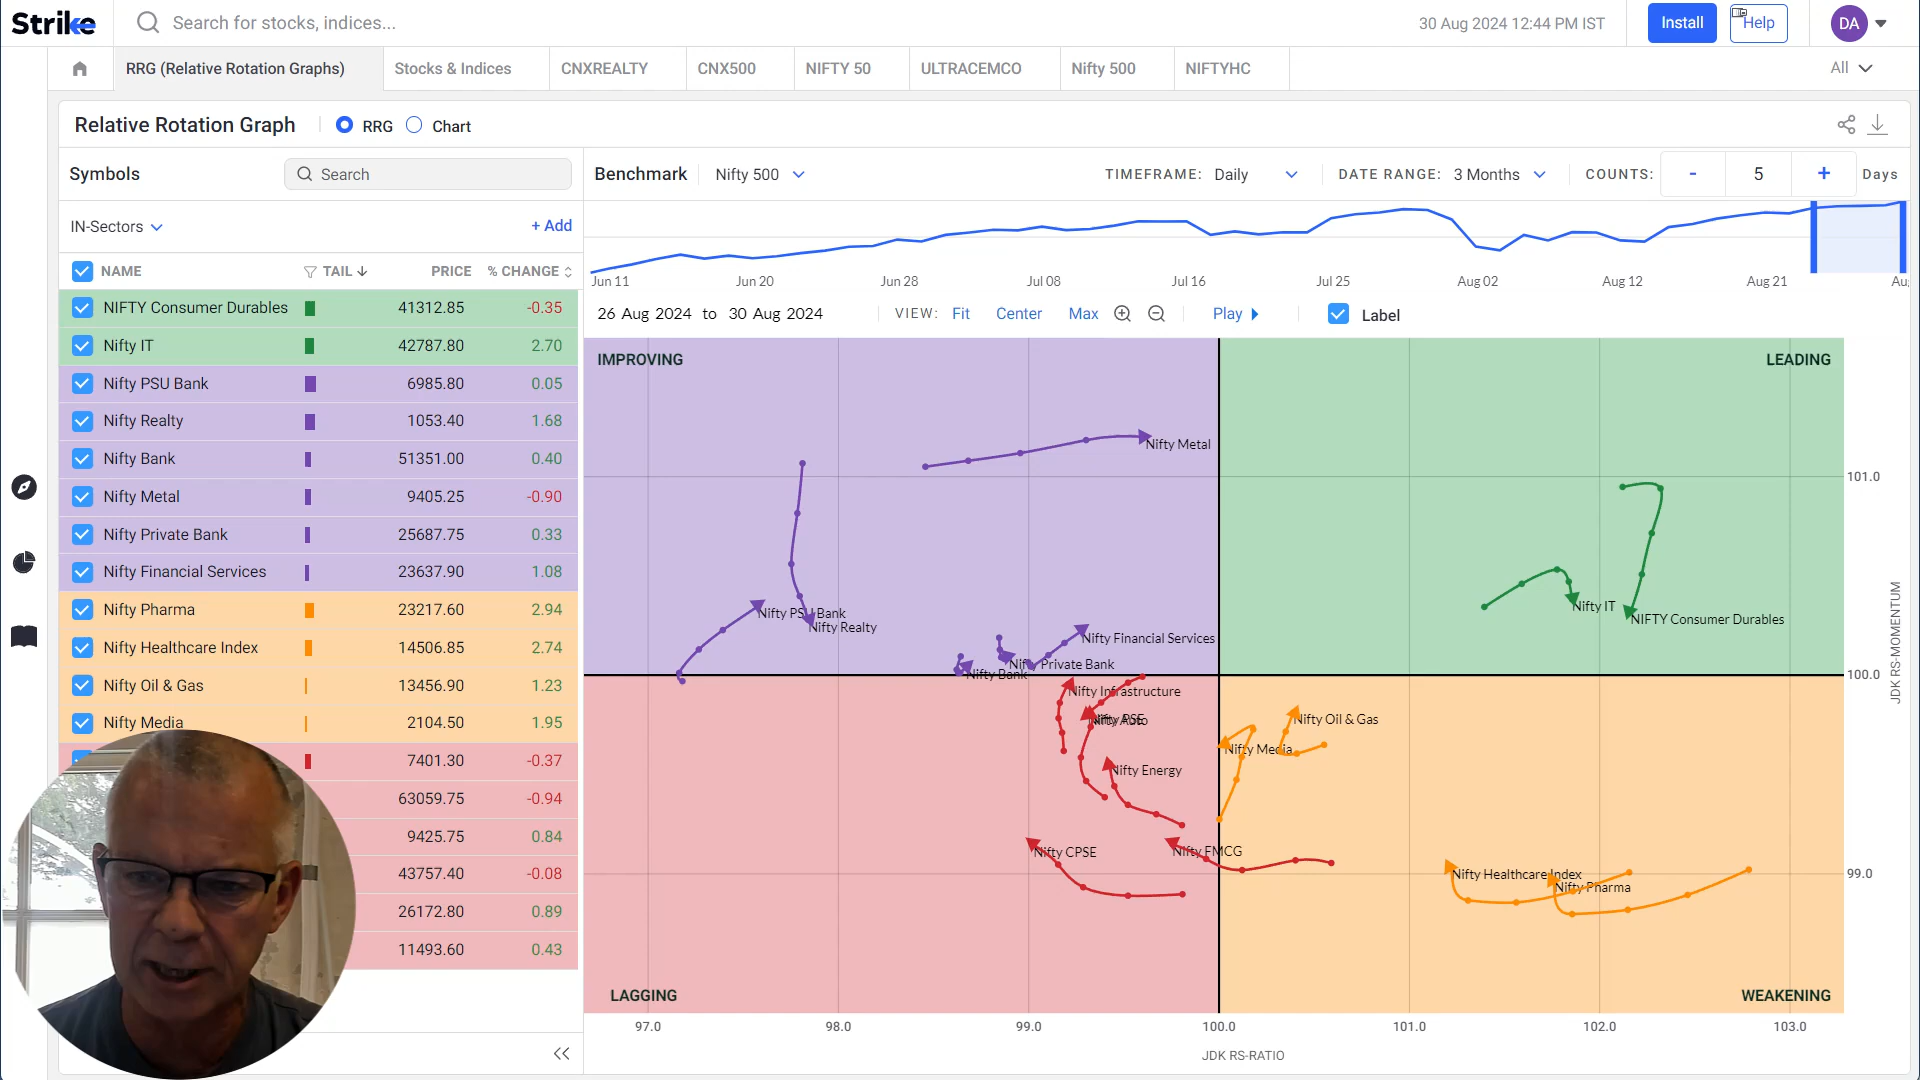 Strike
Search for stocks, indices...
30 Aug 2024 12:44 PM IST
Install
Help
DA
RRG (Relative Rotation Graphs)
Stocks & Indices
CNXREALTY
CNX500
NIFTY 50
ULTRACEMCO
Nifty 500
NIFTYHC
All
Relative Rotation Graph
RRG
Chart
Symbols
Search
Benchmark
Nifty 500
TIMEFRAME: Daily
DATE RANGE: 3 Months
COUNTS: - 5 + Days
IN-Sectors
+ Add
NAME TAIL PRICE % CHANGE
NIFTY Consumer Durables 41312.85 -0.35
Nifty IT 42787.80 2.70
Nifty PSU Bank 6985.80 0.05
Nifty Realty 1053.40 1.68
Nifty Bank 51351.00 0.40
Nifty Metal 9405.25 -0.90
Nifty Private Bank 25687.75 0.33
Nifty Financial Services 23637.90 1.08
Nifty Pharma 23217.60 2.94
Nifty Healthcare Index 14506.85 2.74
Nifty Oil & Gas 13456.90 1.23
Nifty Media 2104.50 1.95
7401.30 -0.37
63059.75 -0.94
9425.75 0.84
43757.40 -0.08
26172.80 0.89
11493.60 0.43
Jun 11 Jun 20 Jun 28 Jul 08 Jul 16 Jul 25 Aug 02 Aug 12 Aug 21
26 Aug 2024 to 30 Aug 2024
VIEW: Fit Center Max
Play
Label
IMPROVING
LEADING
Nifty Metal
101.0
Nifty PSU Bank
Nifty Realty
Nifty IT
NIFTY Consumer Durables
Nifty Financial Services
Nifty Private Bank
Nifty Bank
100.0
JDK RS-MOMENTUM
Nifty Infrastructure
Nifty PSE
Nifty Auto
Nifty Oil & Gas
Nifty Media
Nifty Energy
Nifty CPSE
Nifty FMCG
Nifty Healthcare Index
Nifty Pharma
99.0
LAGGING
WEAKENING
97.0 98.0 99.0 100.0 101.0 102.0 103.0
JDK RS-RATIO